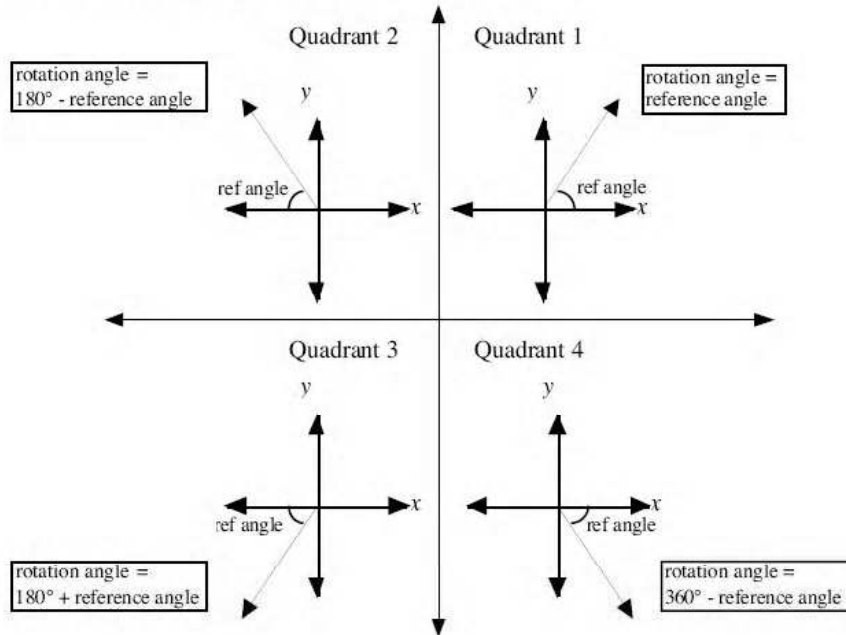 Quadrant 2
Quadrant 1
rotation angle =
180° - reference angle
y
ref angle
x
rotation angle =
reference angle
y
ref angle
x
Quadrant 3
Quadrant 4
y
x
ref angle
rotation angle =
180° + reference angle
y
x
ref angle
rotation angle =
360° - reference angle